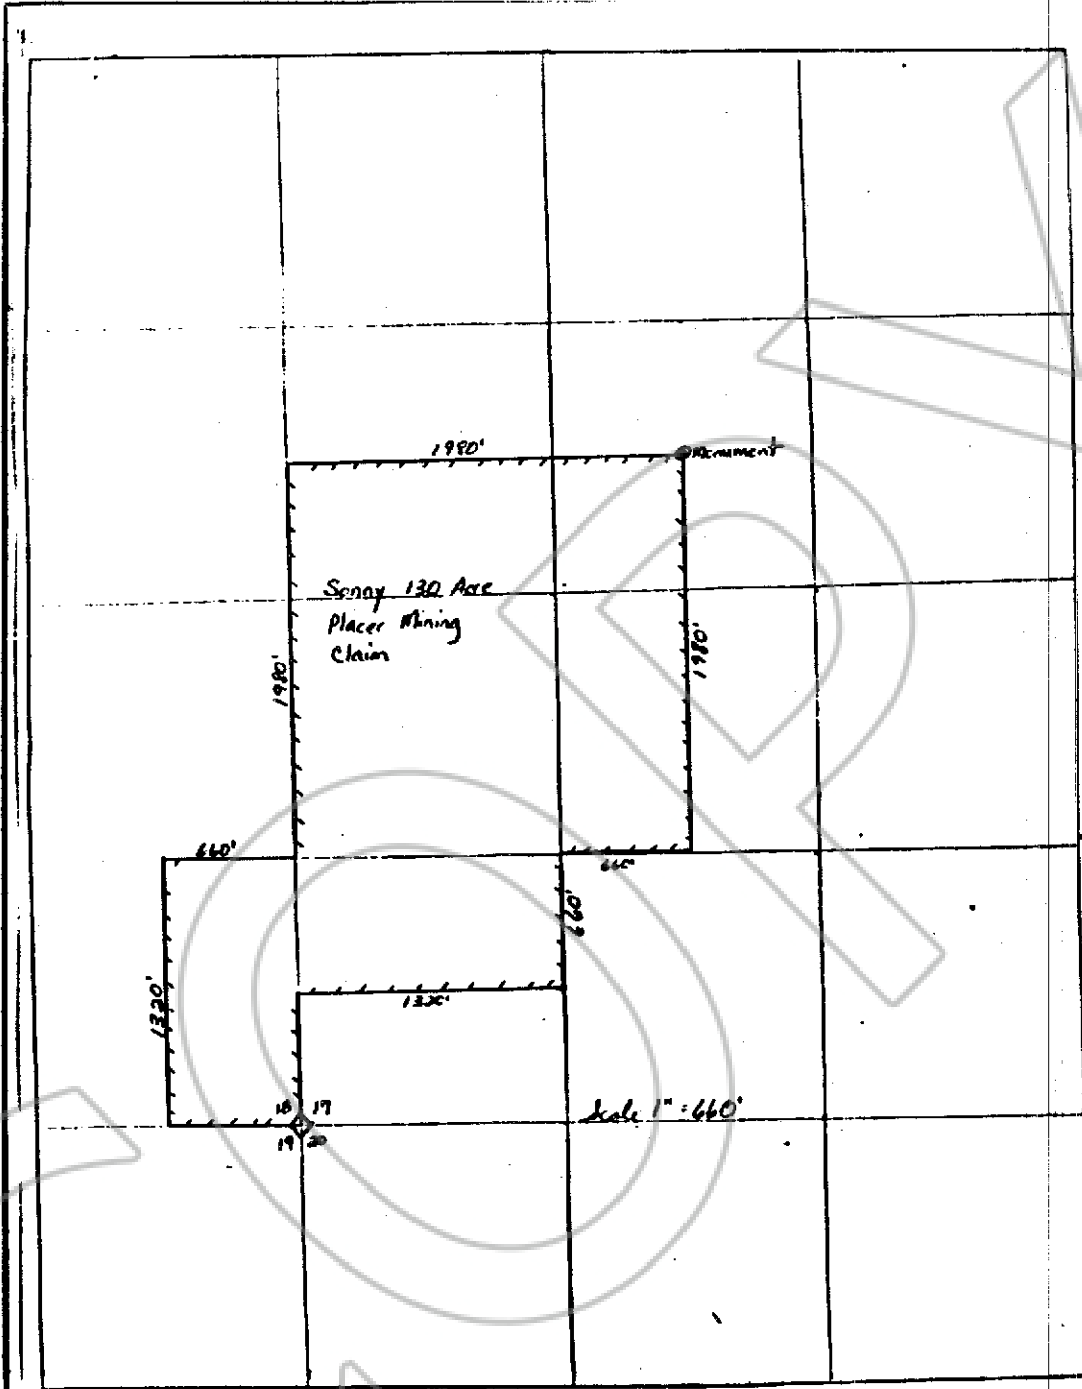 1980'
Monument
Sonny 130 Acre
Placer Mining
Claim
1980'
1980'
660'
660'
660'
1320'
1320'
18 17
19 20
Scale 1" = 660'
COPY